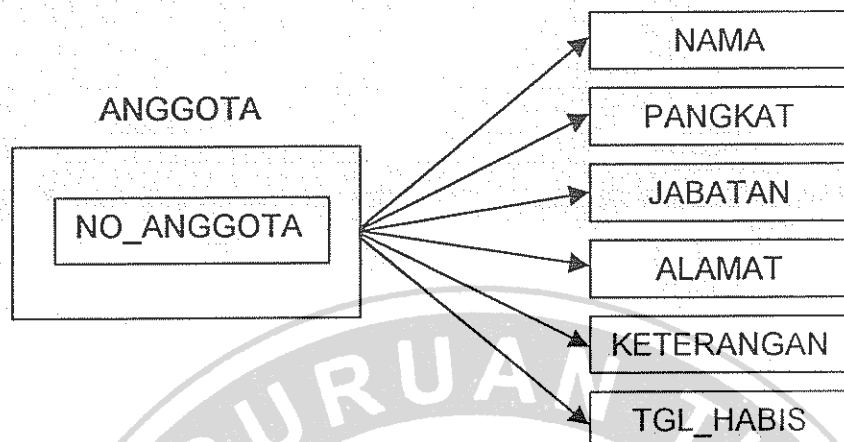 ANGGOTA
NO_ANGGOTA
NAMA
PANGKAT
JABATAN
ALAMAT
KETERANGAN
TGL_HABIS